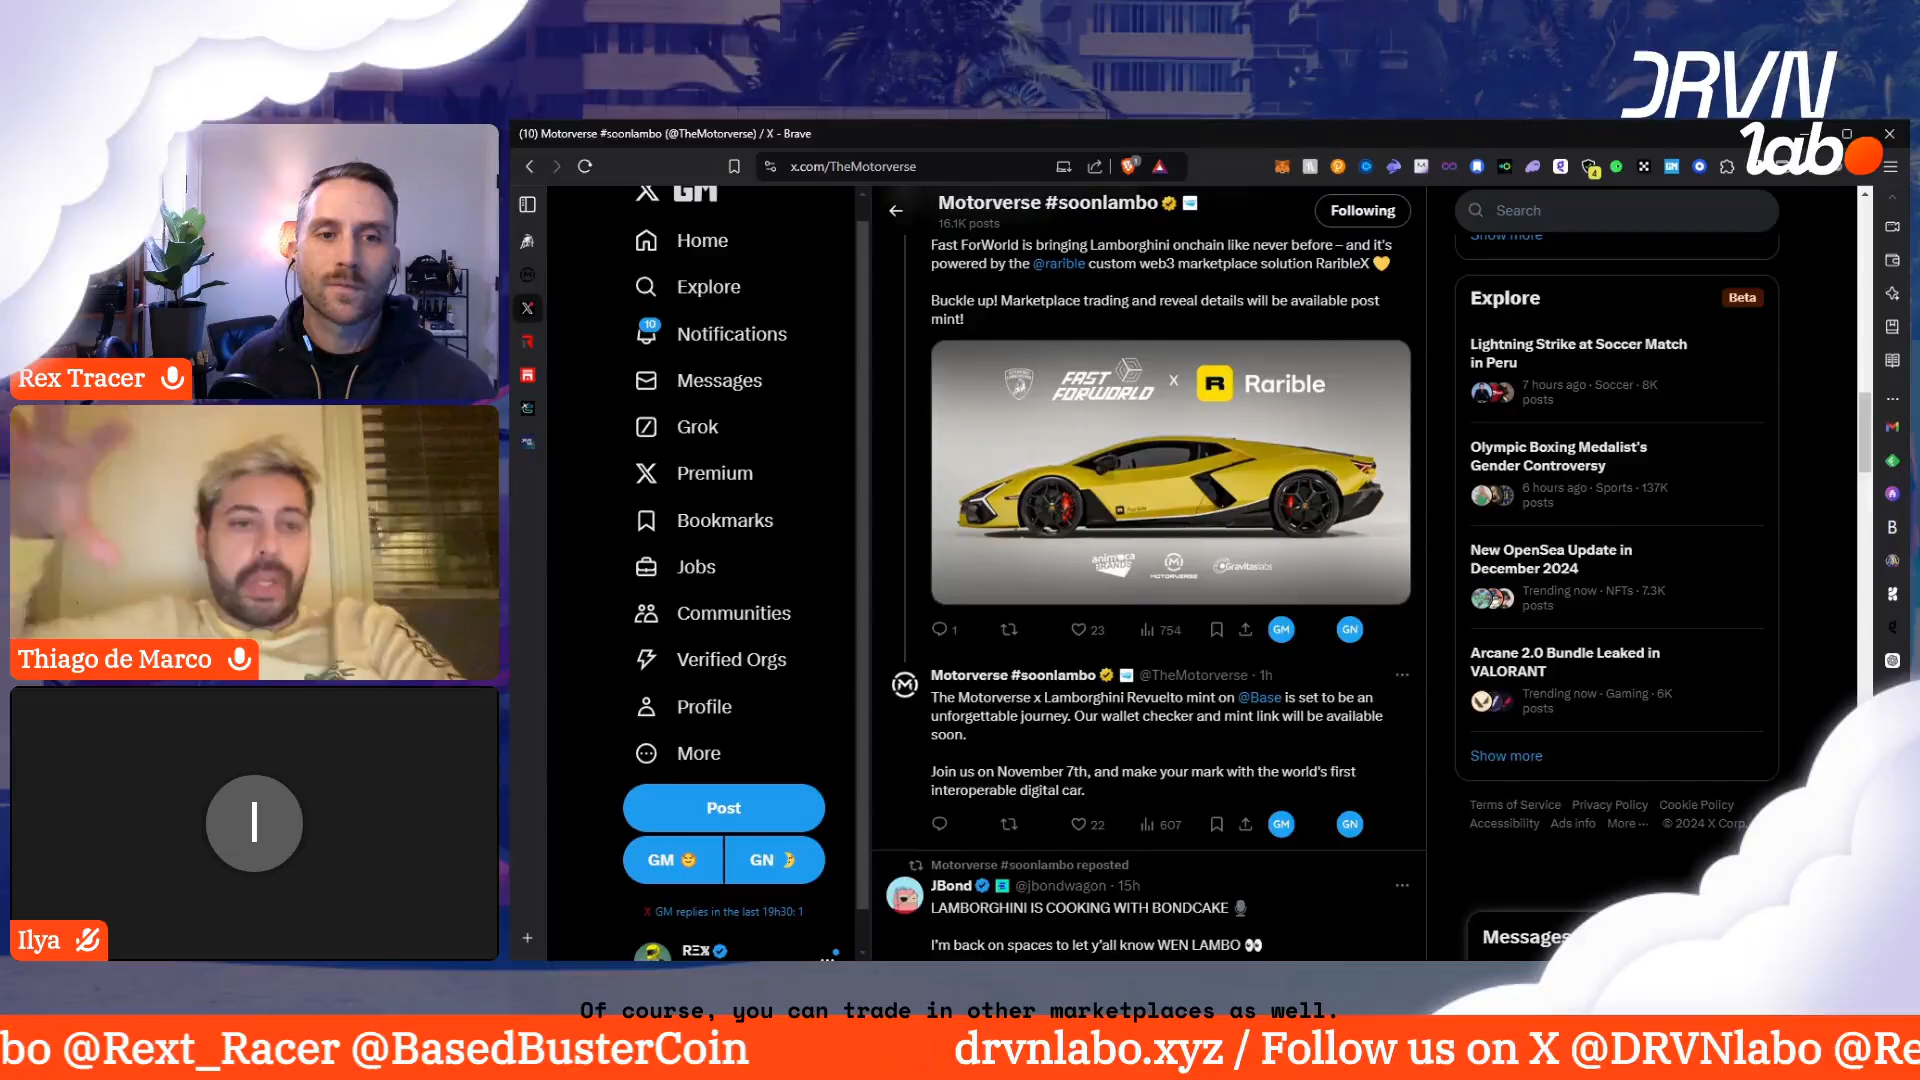 DRVN
labo
Rex Tracer
Thiago de Marco
I
Ilya
(10) Motorverse #soonlambo (@TheMotorverse) / X - Brave
x.com/TheMotorverse
X GM
Home
Explore
10
Notifications
Messages
Grok
Premium
Bookmarks
Jobs
Communities
Verified Orgs
Profile
More
Post
GM
GN
X GM replies in the last 19h30: 1
RΞX
Motorverse #soonlambo
16.1K posts
Following
Fast ForWorld is bringing Lamborghini onchain like never before – and it's
powered by the @rarible custom web3 marketplace solution RaribleX 💛
Buckle up! Marketplace trading and reveal details will be available post
mint!
FAST
FORWORLD
x
R Rarible
animoca
BRANDS
MOTORVERSE
Gravitaslabs
1
23
754
GM
GN
Motorverse #soonlambo @TheMotorverse · 1h
The Motorverse x Lamborghini Revuelto mint on @Base is set to be an
unforgettable journey. Our wallet checker and mint link will be available
soon.
Join us on November 7th, and make your mark with the world's first
interoperable digital car.
22
607
GM
GN
Motorverse #soonlambo reposted
JBond @jbondwagon · 15h
LAMBORGHINI IS COOKING WITH BONDCAKE
I'm back on spaces to let y'all know WEN LAMBO 👀
Search
Show more
Explore
Beta
Lightning Strike at Soccer Match
in Peru
7 hours ago · Soccer · 8K
posts
Olympic Boxing Medalist's
Gender Controversy
6 hours ago · Sports · 137K
posts
New OpenSea Update in
December 2024
Trending now · NFTs · 7.3K
posts
Arcane 2.0 Bundle Leaked in
VALORANT
Trending now · Gaming · 6K
posts
Show more
Terms of Service Privacy Policy Cookie Policy
Accessibility Ads info More ··· © 2024 X Corp.
Messages
Of course, you can trade in other marketplaces as well.
bo @Rext_Racer @BasedBusterCoin
drvnlabo.xyz / Follow us on X @DRVNlabo @Re